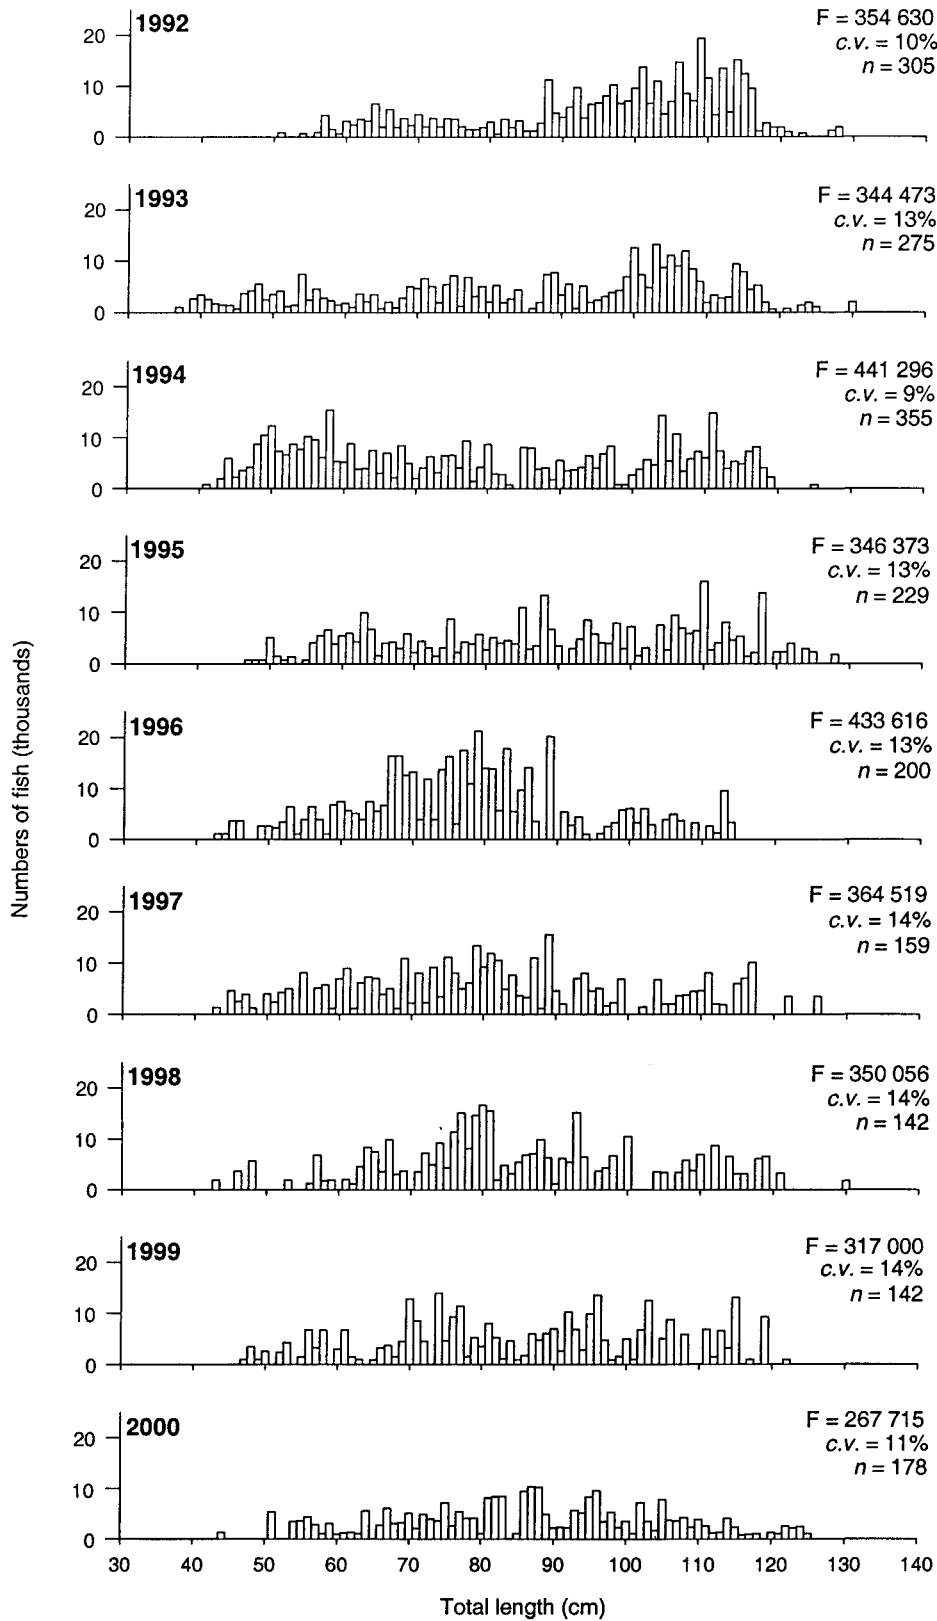 1992
F = 354 630
c.v. = 10%
n = 305
20
10
0
1993
F = 344 473
c.v. = 13%
n = 275
20
10
0
1994
F = 441 296
c.v. = 9%
n = 355
20
10
0
1995
F = 346 373
c.v. = 13%
n = 229
20
10
0
Numbers of fish (thousands)
1996
F = 433 616
c.v. = 13%
n = 200
20
10
0
1997
F = 364 519
c.v. = 14%
n = 159
20
10
0
1998
F = 350 056
c.v. = 14%
n = 142
20
10
0
1999
F = 317 000
c.v. = 14%
n = 142
20
10
0
2000
F = 267 715
c.v. = 11%
n = 178
20
10
0
30 40 50 60 70 80 90 100 110 120 130 140
Total length (cm)